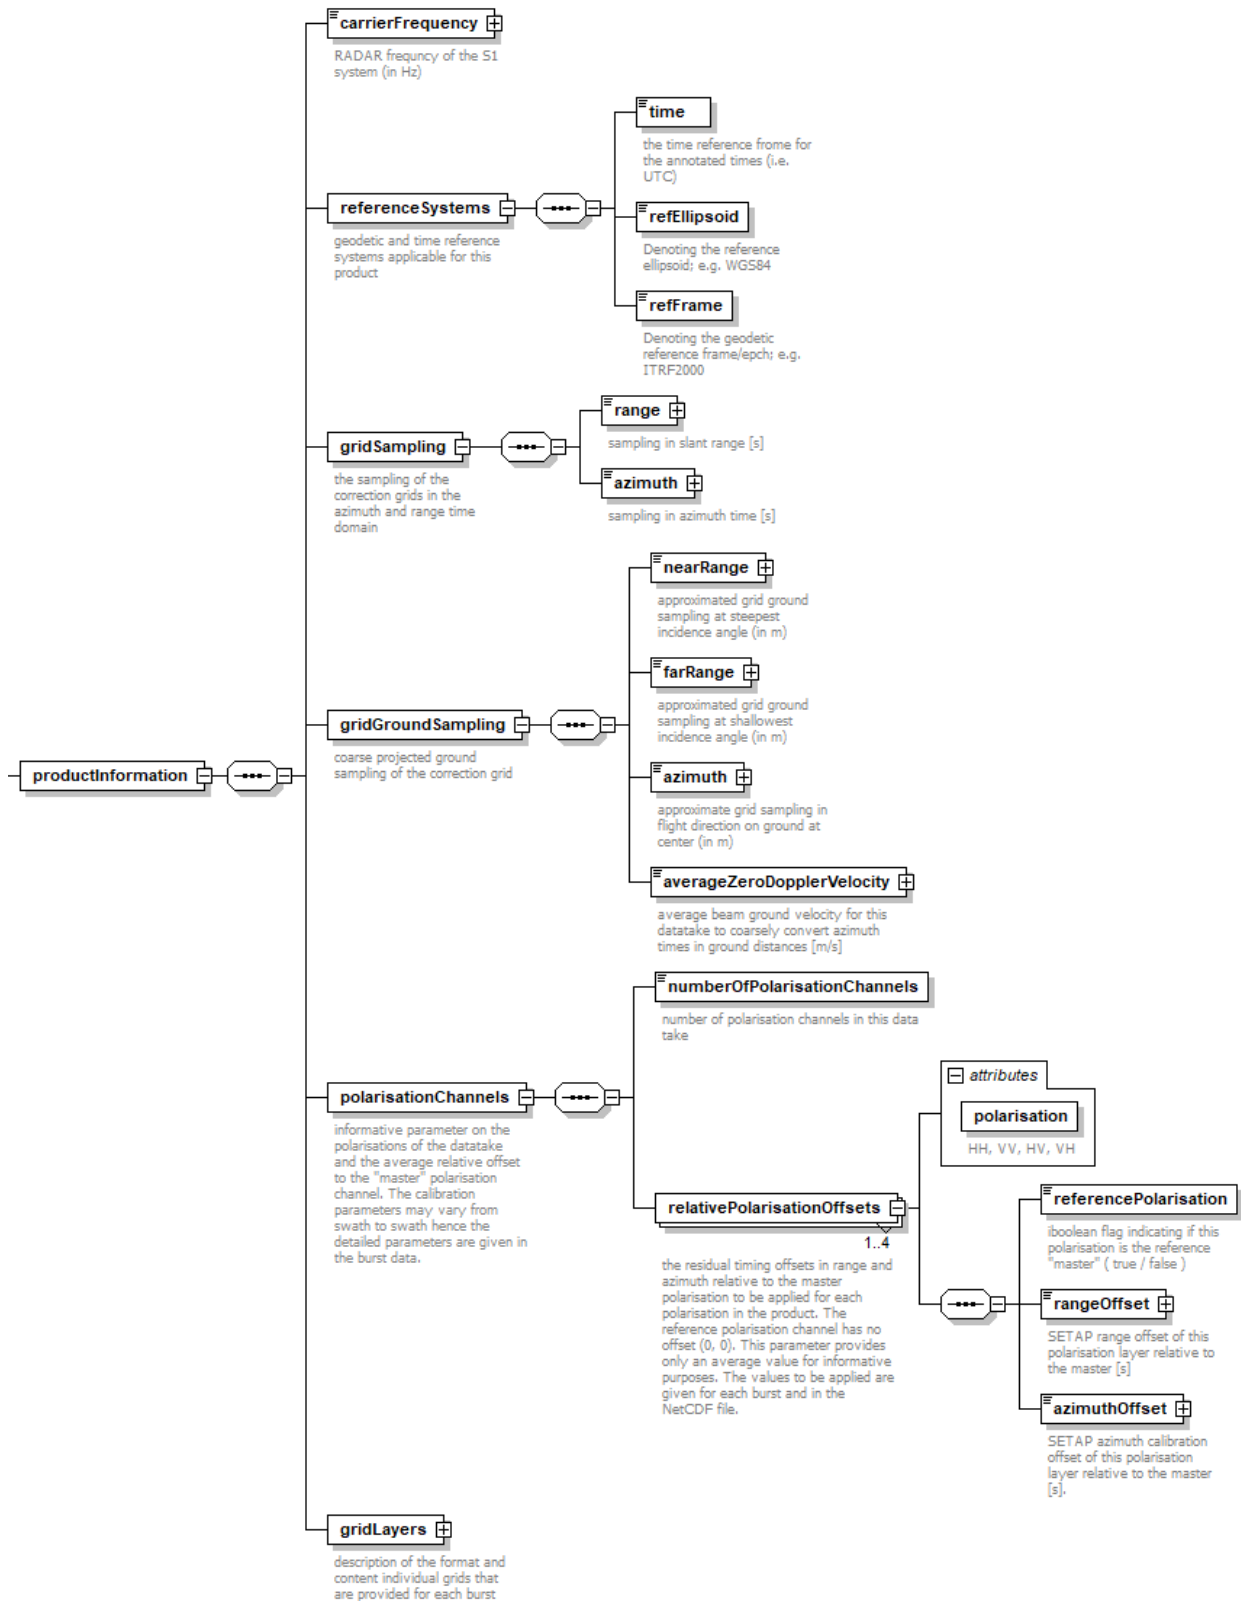 carrierFrequency
RADAR frequncy of the S1
system (in Hz)
time
the time reference frome for
the annotated times (i.e.
UTC)
referenceSystems
geodetic and time reference
systems applicable for this
product
refEllipsoid
Denoting the reference
ellipsoid; e.g. WGS84
refFrame
Denoting the geodetic
reference frame/epch; e.g.
ITRF2000
gridSampling
the sampling of the
correction grids in the
azimuth and range time
domain
range
sampling in slant range [s]
azimuth
sampling in azimuth time [s]
nearRange
approximated grid ground
sampling at steepest
incidence angle (in m)
farRange
approximated grid ground
sampling at shallowest
incidence angle (in m)
gridGroundSampling
coarse projected ground
sampling of the correction grid
productInformation
azimuth
approximate grid sampling in
flight direction on ground at
center (in m)
averageZeroDopplerVelocity
average beam ground velocity for this
datatake to coarsely convert azimuth
times in ground distances [m/s]
numberOfPolarisationChannels
number of polarisation channels in this data
take
polarisationChannels
informative parameter on the
polarisations of the datatake
and the average relative offset
to the "master" polarisation
channel. The calibration
parameters may vary from
swath to swath hence the
detailed parameters are given in
the burst data.
attributes
polarisation
HH, VV, HV, VH
relativePolarisationOffsets
1..4
the residual timing offsets in range and
azimuth relative to the master
polarisation to be applied for each
polarisation in the product. The
reference polarisation channel has no
offset (0, 0). This parameter provides
only an average value for informative
purposes. The values to be applied are
given for each burst and in the
NetCDF file.
referencePolarisation
iboolean flag indicating if this
polarisation is the reference
"master" ( true / false )
rangeOffset
SETAP range offset of this
polarisation layer relative to
the master [s]
azimuthOffset
SETAP azimuth calibration
offset of this polarisation
layer relative to the master
[s].
gridLayers
description of the format and
content individual grids that
are provided for each burst